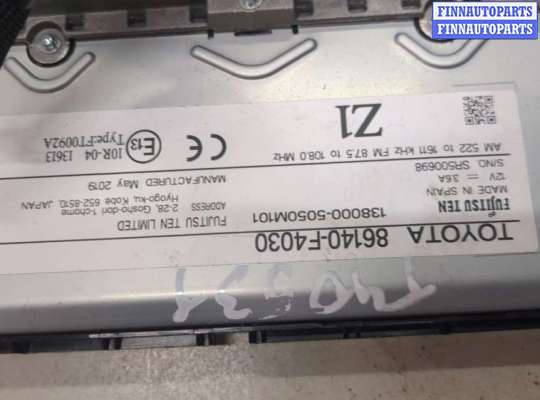 FINNAUTOPARTS
FINNAUTOPARTS
TOYOTA 86140-F4030
138000-5050M101
FUJITSU TEN
MADE IN SPAIN
12V 3.6A
S/NO. SR500698
AM 522 to 1611 kHz FM 87.5 to 108.0 MHz
Z1
FUJITSU TEN LIMITED
ADDRESS 2-28, Gosho-dori 1-chome
Hyogo-ku, Kobe 652-8510, JAPAN
MANUFACTURED May 2019
CE
E13
10R-04 13613
Type:FT0092A